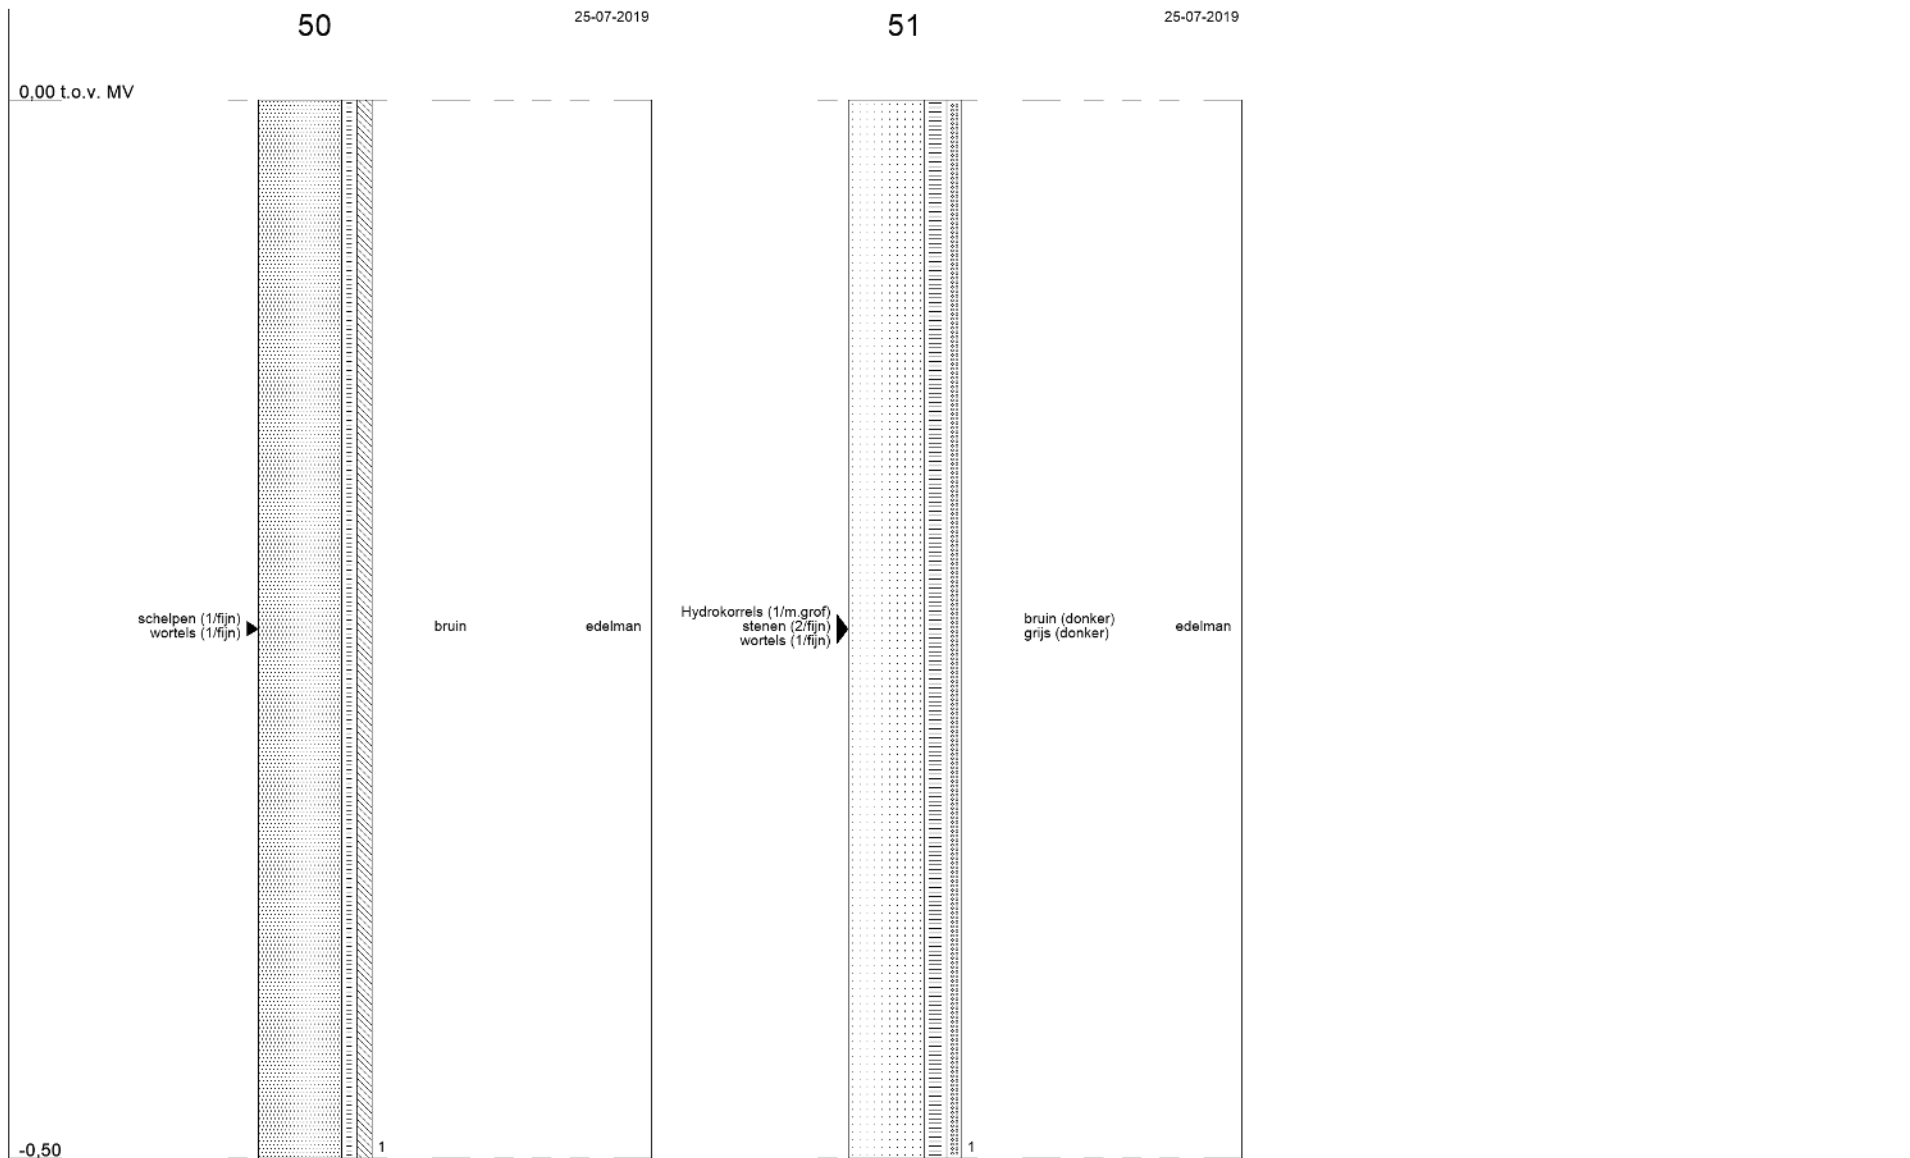 50
25-07-2019
51
25-07-2019
0,00 t.o.v. MV
schelpen (1/fijn)
wortels (1/fijn)
bruin
edelman
Hydrokorrels (1/m.grof)
stenen (2/fijn)
wortels (1/fijn)
bruin (donker)
grijs (donker)
edelman
-0,50
1
1